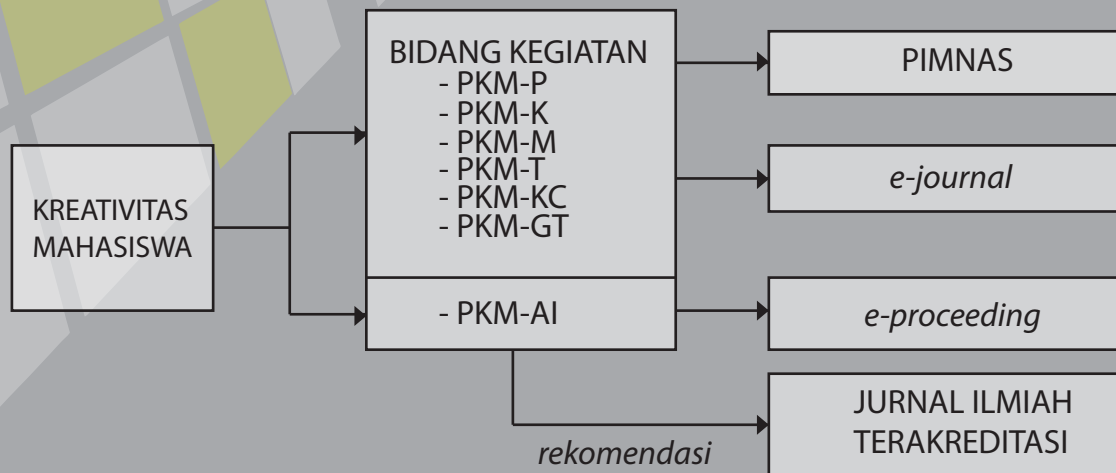 KREATIVITAS
MAHASISWA
BIDANG KEGIATAN
- PKM-P
- PKM-K
- PKM-M
- PKM-T
- PKM-KC
- PKM-GT
- PKM-AI
PIMNAS
e-journal
e-proceeding
JURNAL ILMIAH
TERAKREDITASI
rekomendasi